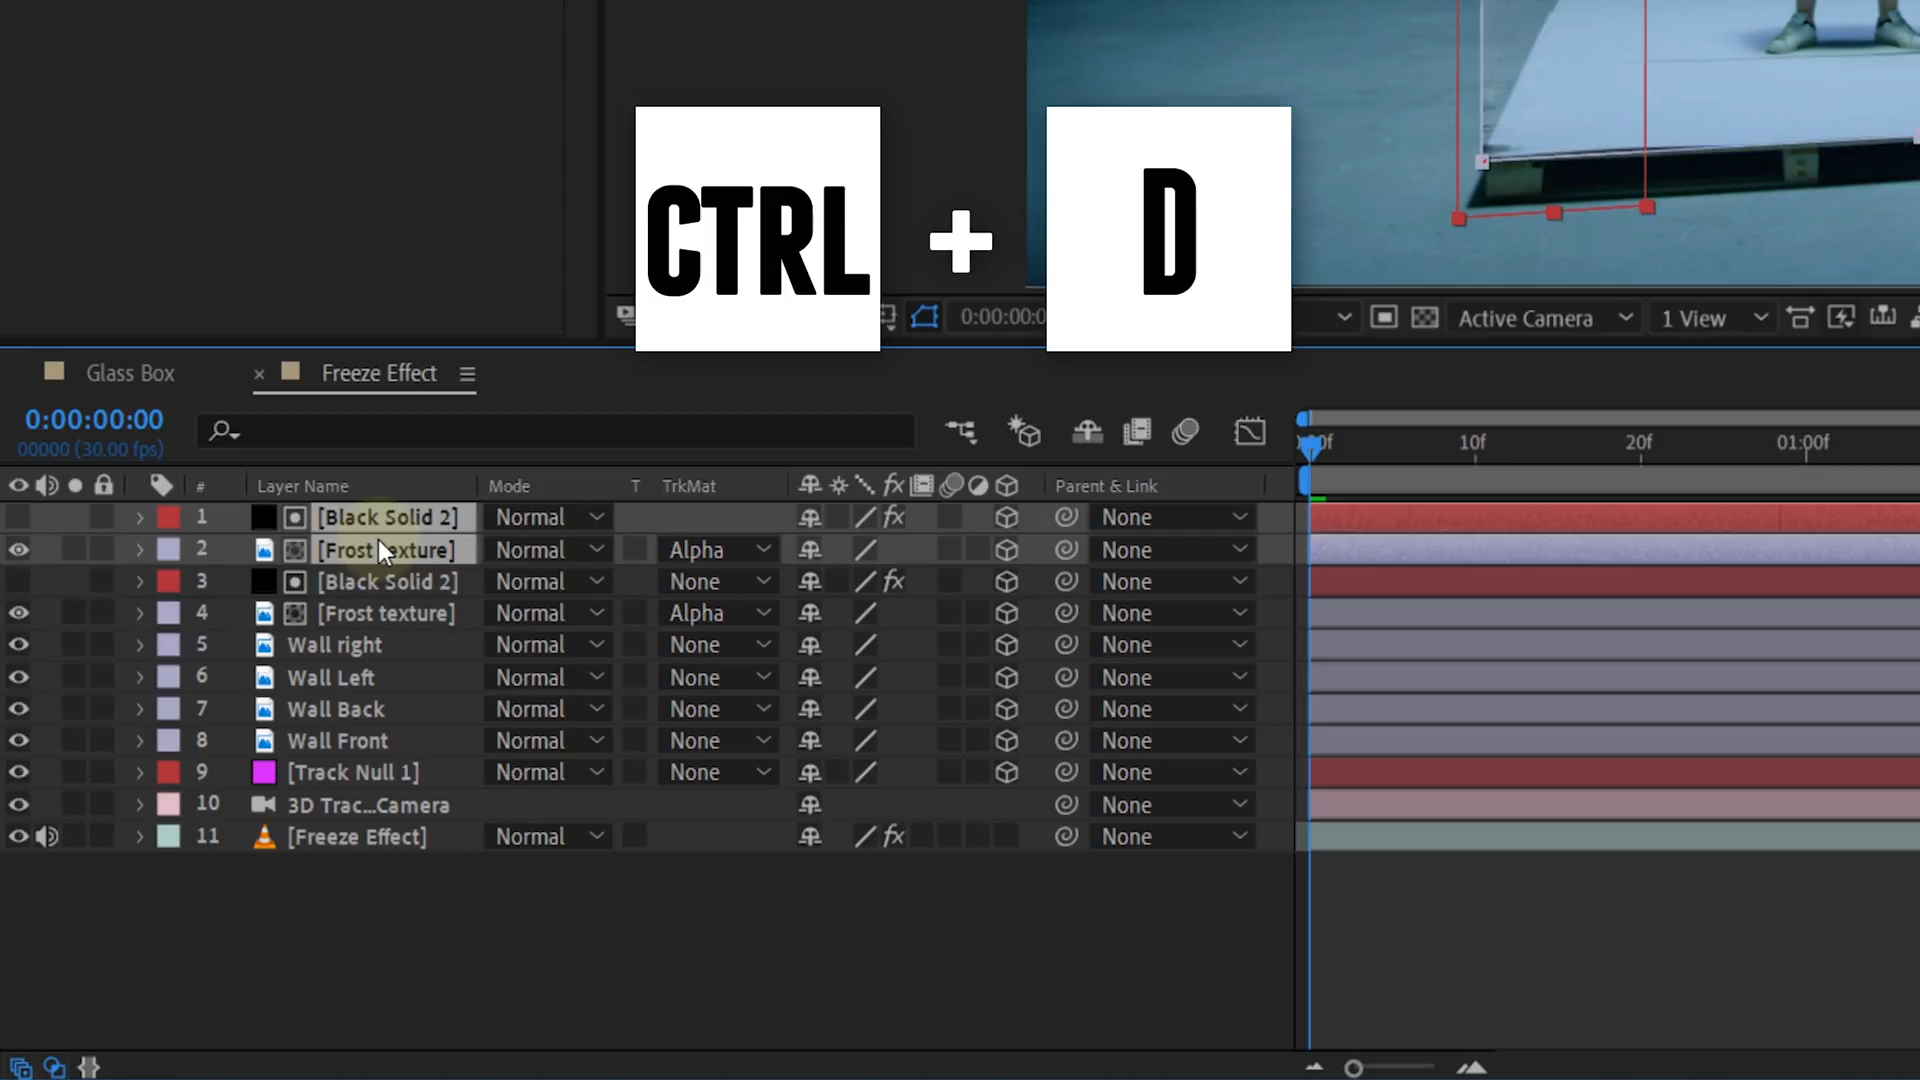 CTRL + D
0:00:00:0
Active Camera
1 View
Glass Box
Freeze Effect
0:00:00:00
00000 (30.00 fps)
10f
20f
01:00f
# Layer Name Mode T TrkMat fx Parent & Link
1 [Black Solid 2] Normal fx None
2 [Frost texture] Normal Alpha None
3 [Black Solid 2] Normal None fx None
4 [Frost texture] Normal Alpha None
5 Wall right Normal None None
6 Wall Left Normal None None
7 Wall Back Normal None None
8 Wall Front Normal None None
9 [Track Null 1] Normal None None
10 3D Trac...Camera None
11 [Freeze Effect] Normal fx None